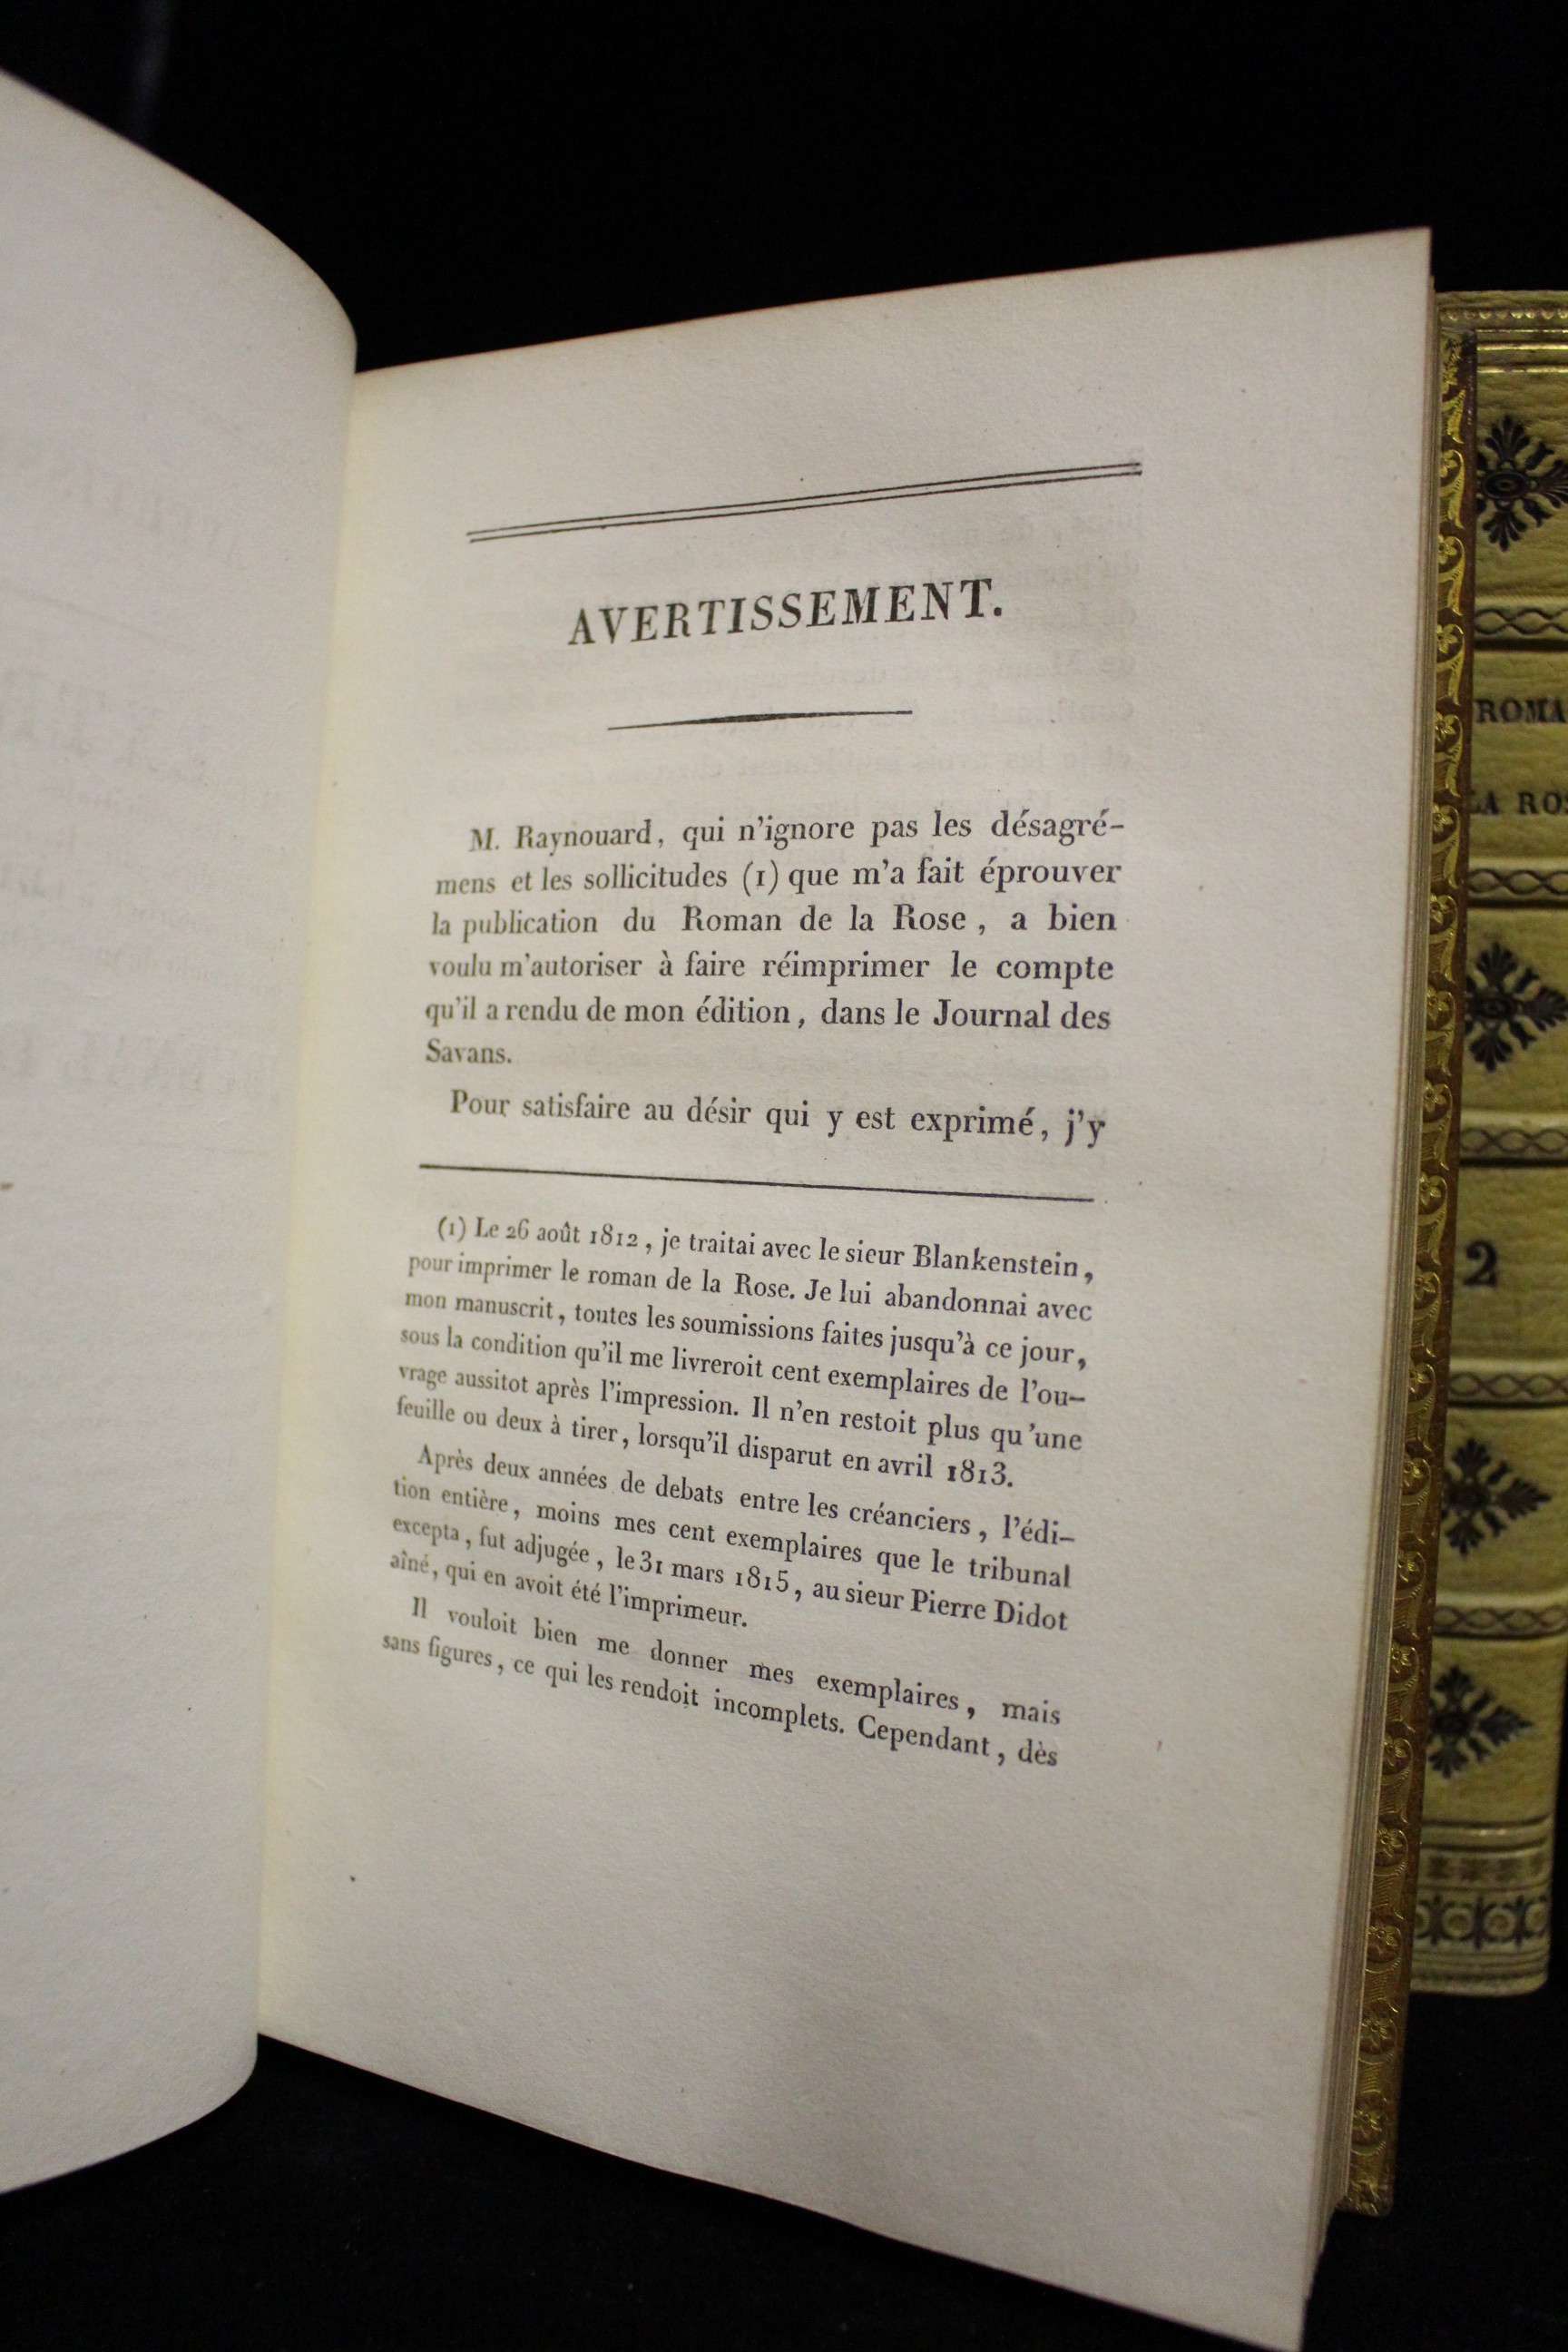 AVERTISSEMENT.
M. Raynouard, qui n'ignore pas les désagré-
mens et les sollicitudes (1) que m'a fait éprouver
la publication du Roman de la Rose, a bien
voulu m'autoriser à faire réimprimer le compte
qu'il a rendu de mon édition, dans le Journal des
Savans.
Pour satisfaire au désir qui y est exprimé, j'y
(1) Le 26 août 1812, je traitai avec le sieur Blankenstein,
pour imprimer le roman de la Rose. Je lui abandonnai avec
mon manuscrit, toutes les soumissions faites jusqu'à ce jour,
sous la condition qu'il me livreroit cent exemplaires de l'ou-
vrage aussitot après l'impression. Il n'en restoit plus qu'une
feuille ou deux à tirer, lorsqu'il disparut en avril 1813.
Après deux années de debats entre les créanciers, l'édi-
tion entière, moins mes cent exemplaires que le tribunal
excepta, fut adjugée, le 31 mars 1815, au sieur Pierre Didot
aîné, qui en avoit été l'imprimeur.
Il vouloit bien me donner mes exemplaires, mais
sans figures, ce qui les rendoit incomplets. Cependant, dès
ROMA
LA ROS
2